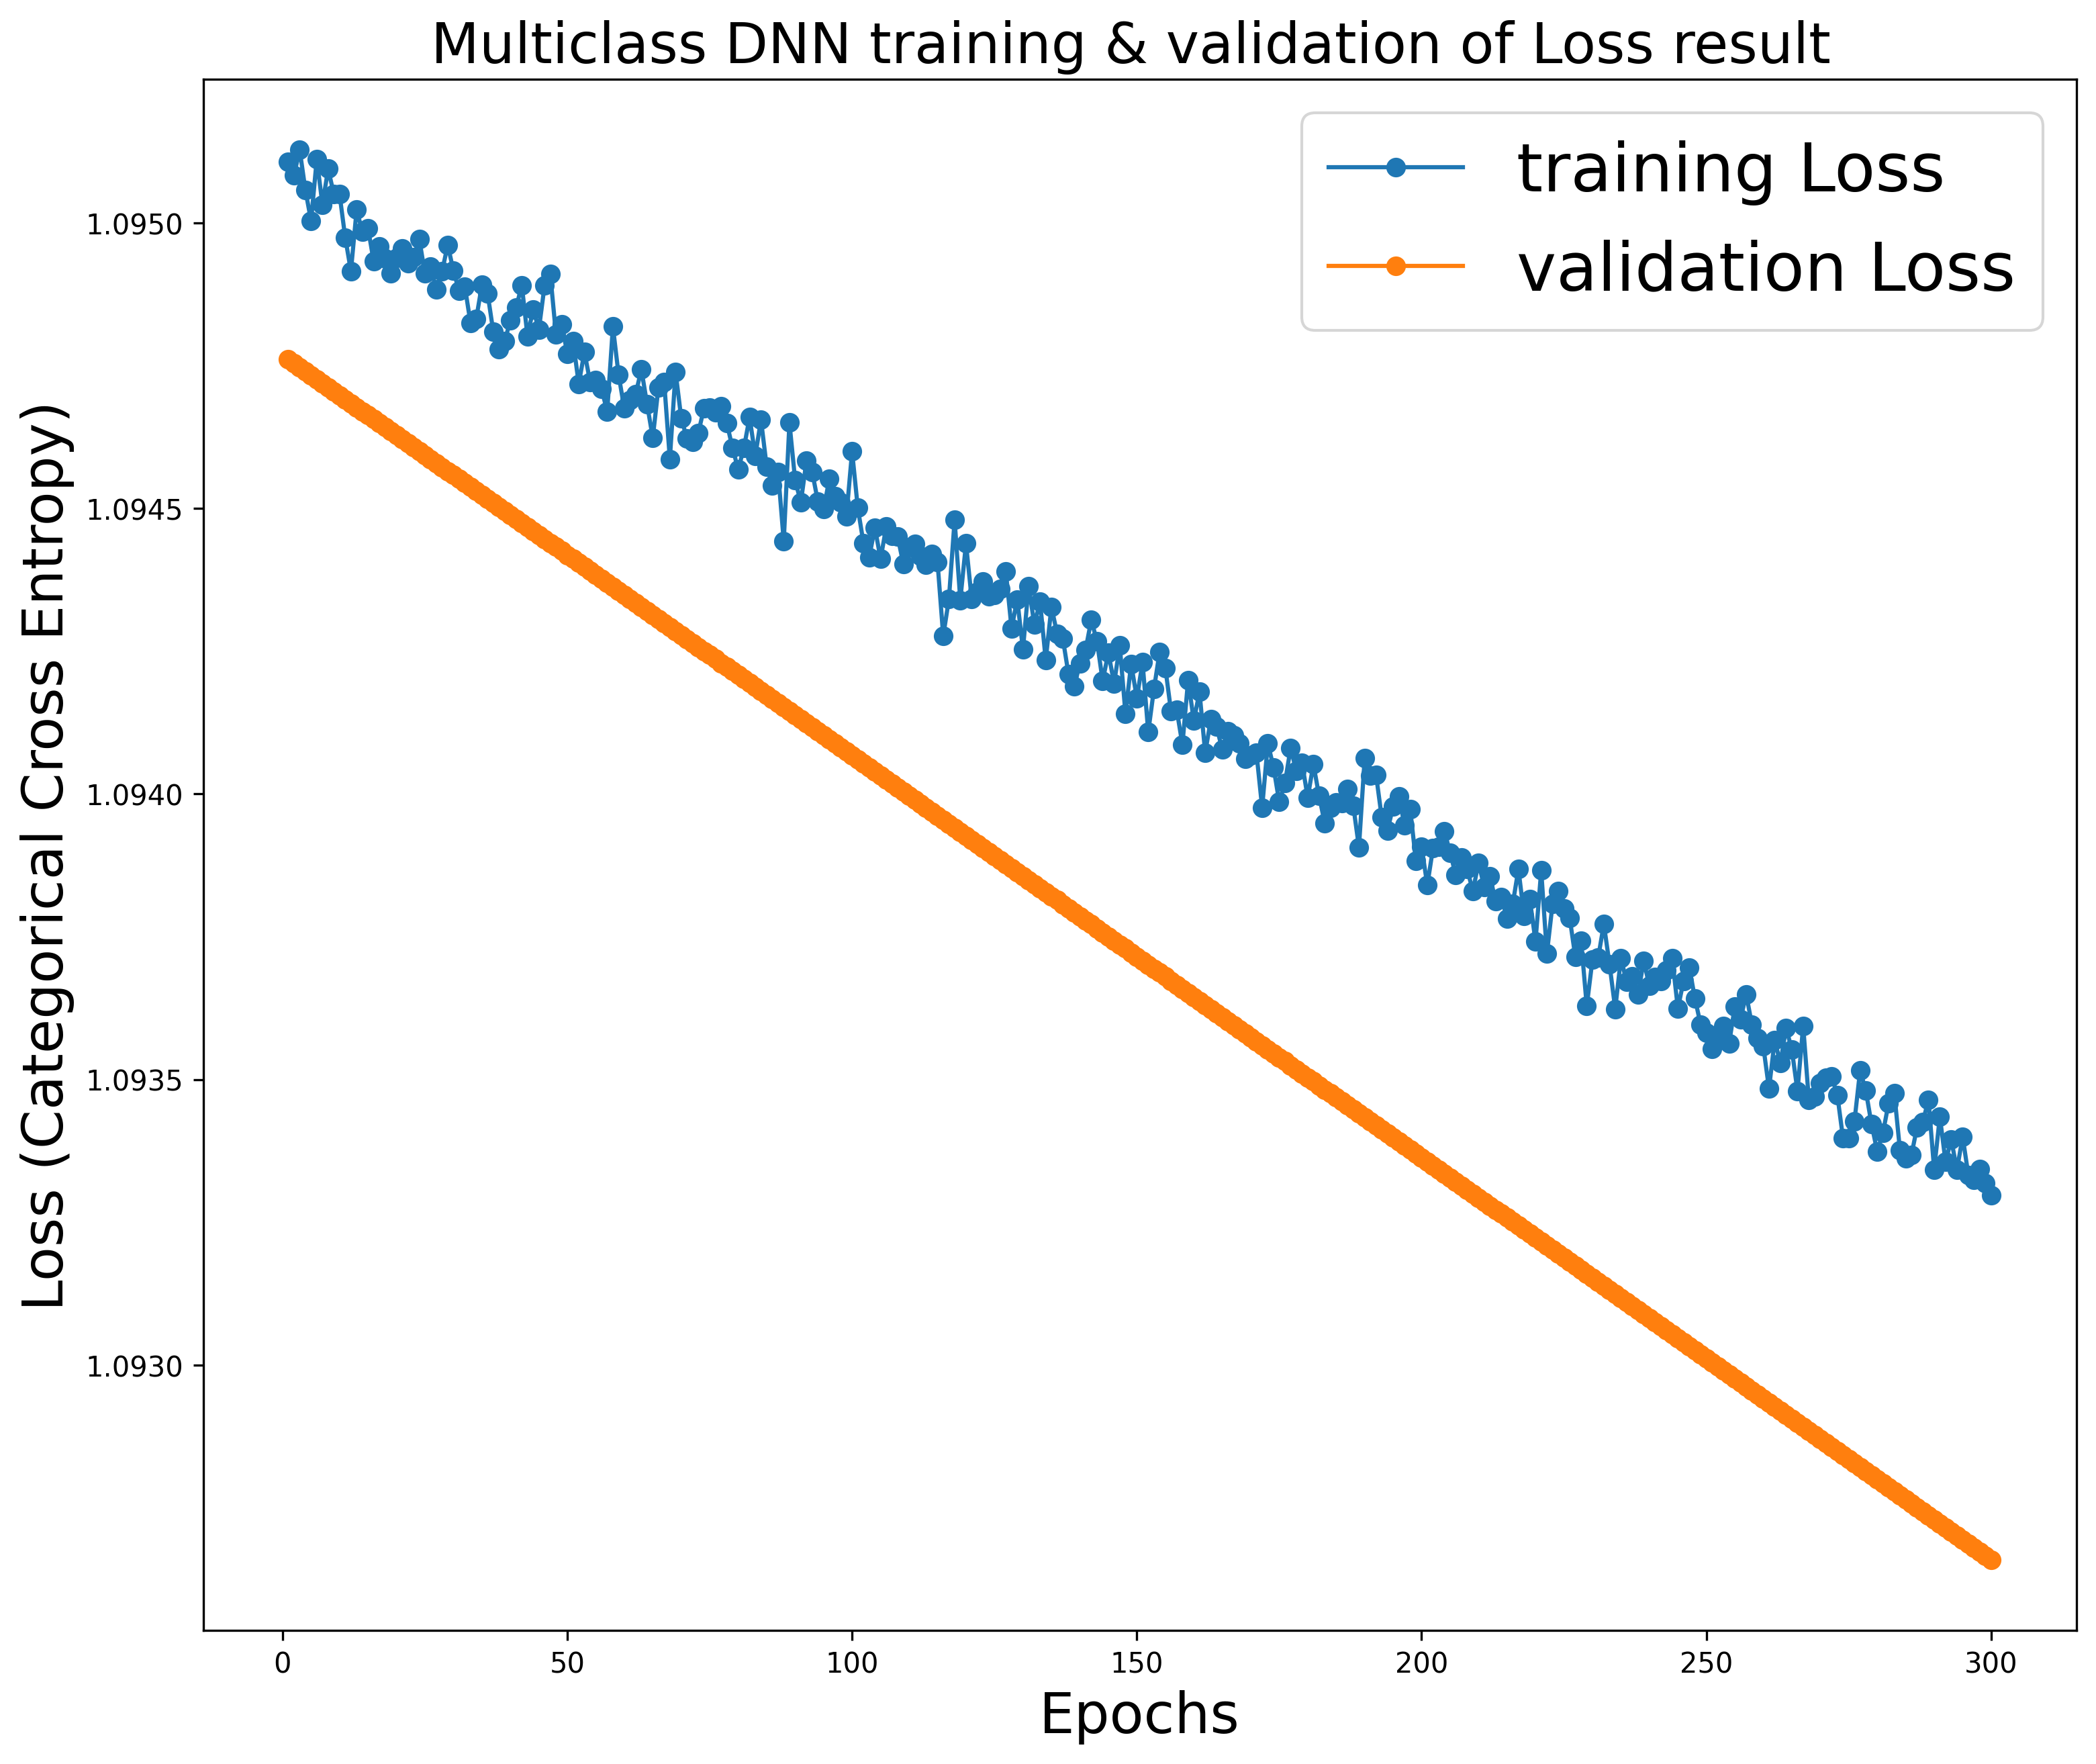 Multiclass DNN training & validation of Loss result
training Loss
validation Loss
Loss (Categorical Cross Entropy)
1.0950
1.0945
1.0940
1.0935
1.0930
0 50 100 150 200 250 300
Epochs